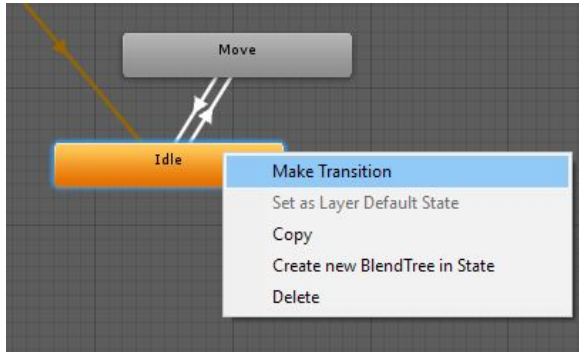 Move
Idle
Make Transition
Set as Layer Default State
Copy
Create new BlendTree in State
Delete